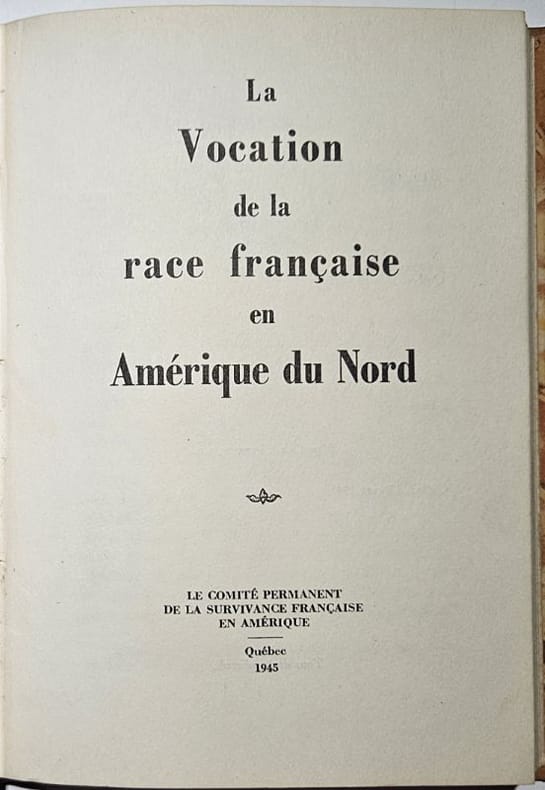 La
Vocation
de la
race française
en
Amérique du Nord
LE COMITÉ PERMANENT
DE LA SURVIVANCE FRANÇAISE
EN AMÉRIQUE
Québec
1945